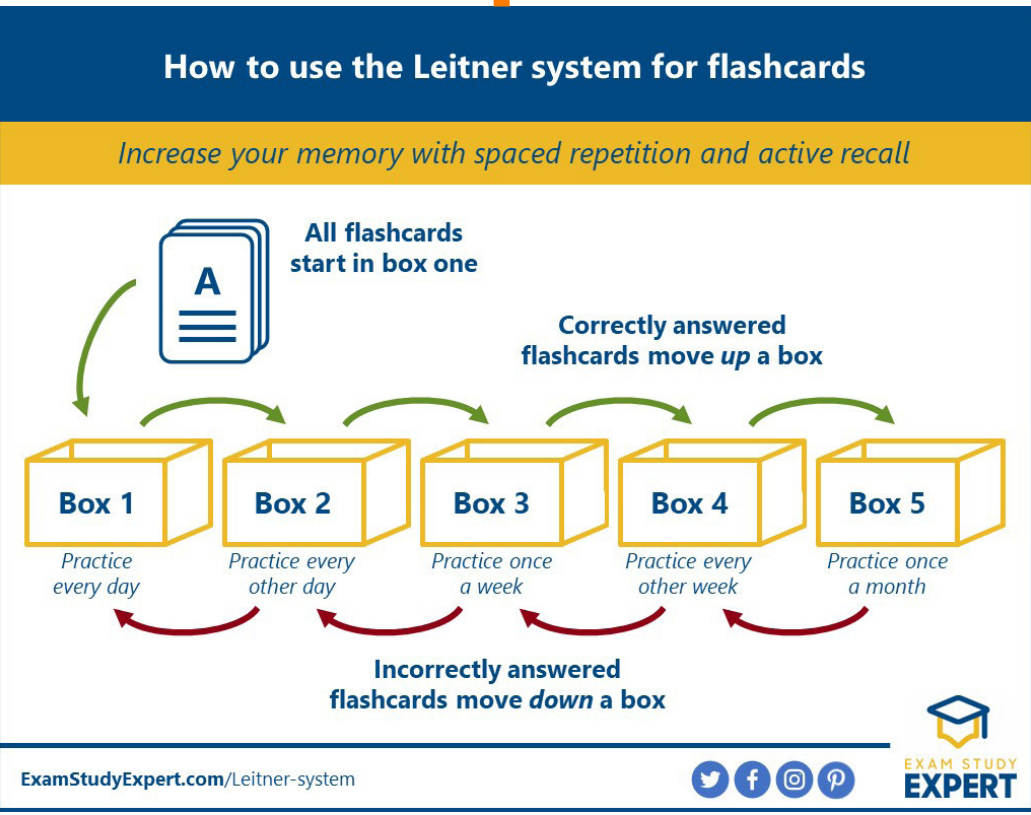 How to use the Leitner system for flashcards
Increase your memory with spaced repetition and active recall
A
All flashcards
start in box one
Correctly answered
flashcards move up a box
Box 1
Practice
every day
Box 2
Practice every
other day
Box 3
Practice once
a week
Box 4
Practice every
other week
Box 5
Practice once
a month
Incorrectly answered
flashcards move down a box
ExamStudyExpert.com/Leitner-system
EXAM STUDY
EXPERT